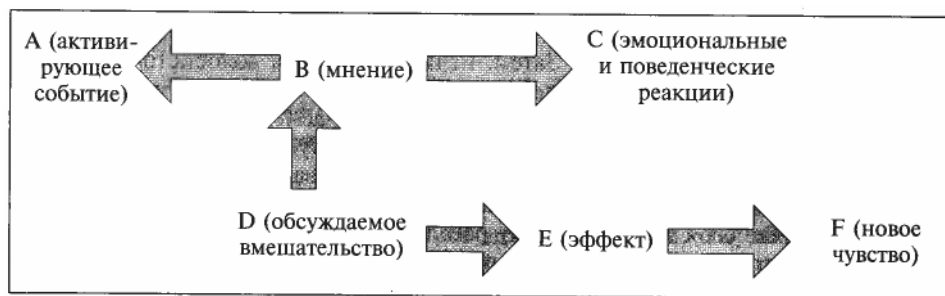 А (активи-
рующее
событие)
В (мнение)
С (эмоциональные
и поведенческие
реакции)
D (обсуждаемое
вмешательство)
Е (эффект)
F (новое
чувство)